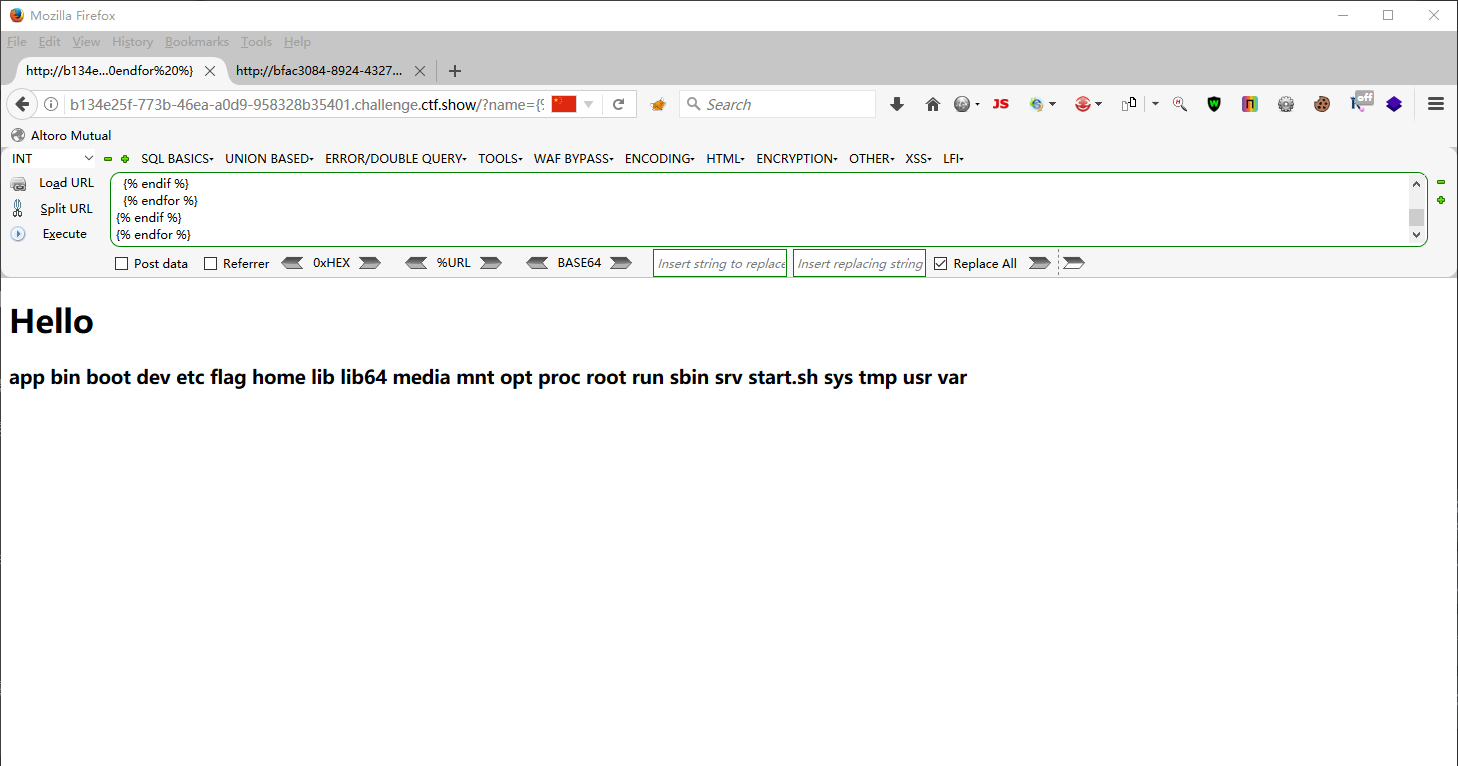 Mozilla Firefox
File Edit View History Bookmarks Tools Help
http://b134e...0endfor%20%} http://bfac3084-8924-4327...
b134e25f-773b-46ea-a0d9-958328b35401.challenge.ctf.show/?name={% Search JS off
Altoro Mutual
INT SQL BASICS UNION BASED ERROR/DOUBLE QUERY TOOLS WAF BYPASS ENCODING HTML ENCRYPTION OTHER XSS LFI
Load URL {% endif %}
{% endfor %}
Split URL {% endif %}
Execute {% endfor %}
Post data Referrer 0xHEX %URL BASE64 Insert string to replace Insert replacing string Replace All
Hello
app bin boot dev etc flag home lib lib64 media mnt opt proc root run sbin srv start.sh sys tmp usr var